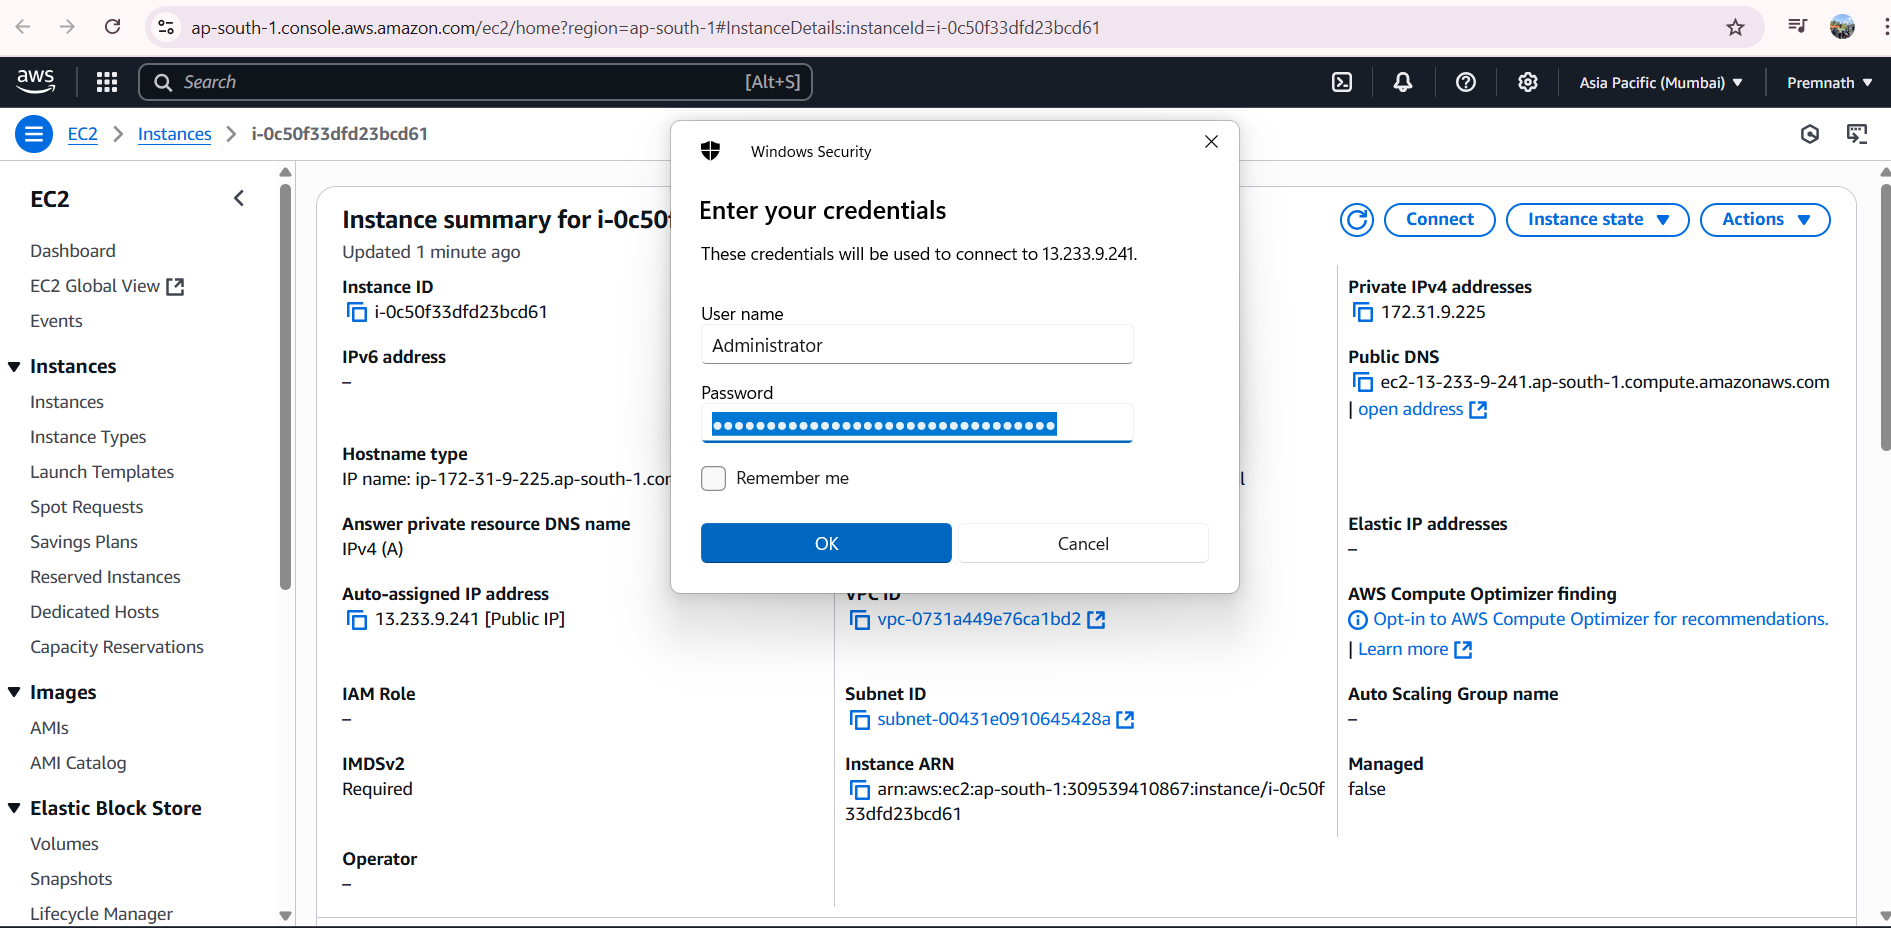 ap-south-1.console.aws.amazon.com/ec2/home?region=ap-south-1#InstanceDetails:instanceId=i-0c50f33dfd23bcd61
aws
Search
[Alt+S]
Asia Pacific (Mumbai)
Premnath
EC2
Instances
i-0c50f33dfd23bcd61
EC2
Dashboard
EC2 Global View
Events
Instances
Instances
Instance Types
Launch Templates
Spot Requests
Savings Plans
Reserved Instances
Dedicated Hosts
Capacity Reservations
Images
AMIs
AMI Catalog
Elastic Block Store
Volumes
Snapshots
Lifecycle Manager
Instance summary for i-0c50f
Updated 1 minute ago
Connect
Instance state
Actions
Instance ID
i-0c50f33dfd23bcd61
IPv6 address
–
Hostname type
IP name: ip-172-31-9-225.ap-south-1.com
Answer private resource DNS name
IPv4 (A)
Auto-assigned IP address
13.233.9.241 [Public IP]
IAM Role
–
IMDSv2
Required
Operator
–
Windows Security
Enter your credentials
These credentials will be used to connect to 13.233.9.241.
User name
Administrator
Password
●●●●●●●●●●●●●●●●●●●●●●●●●●●●●●●●
Remember me
OK
Cancel
l
VPC ID
vpc-0731a449e76ca1bd2
Subnet ID
subnet-00431e0910645428a
Instance ARN
arn:aws:ec2:ap-south-1:309539410867:instance/i-0c50f
33dfd23bcd61
Private IPv4 addresses
172.31.9.225
Public DNS
ec2-13-233-9-241.ap-south-1.compute.amazonaws.com
| open address
Elastic IP addresses
–
AWS Compute Optimizer finding
Opt-in to AWS Compute Optimizer for recommendations.
| Learn more
Auto Scaling Group name
–
Managed
false